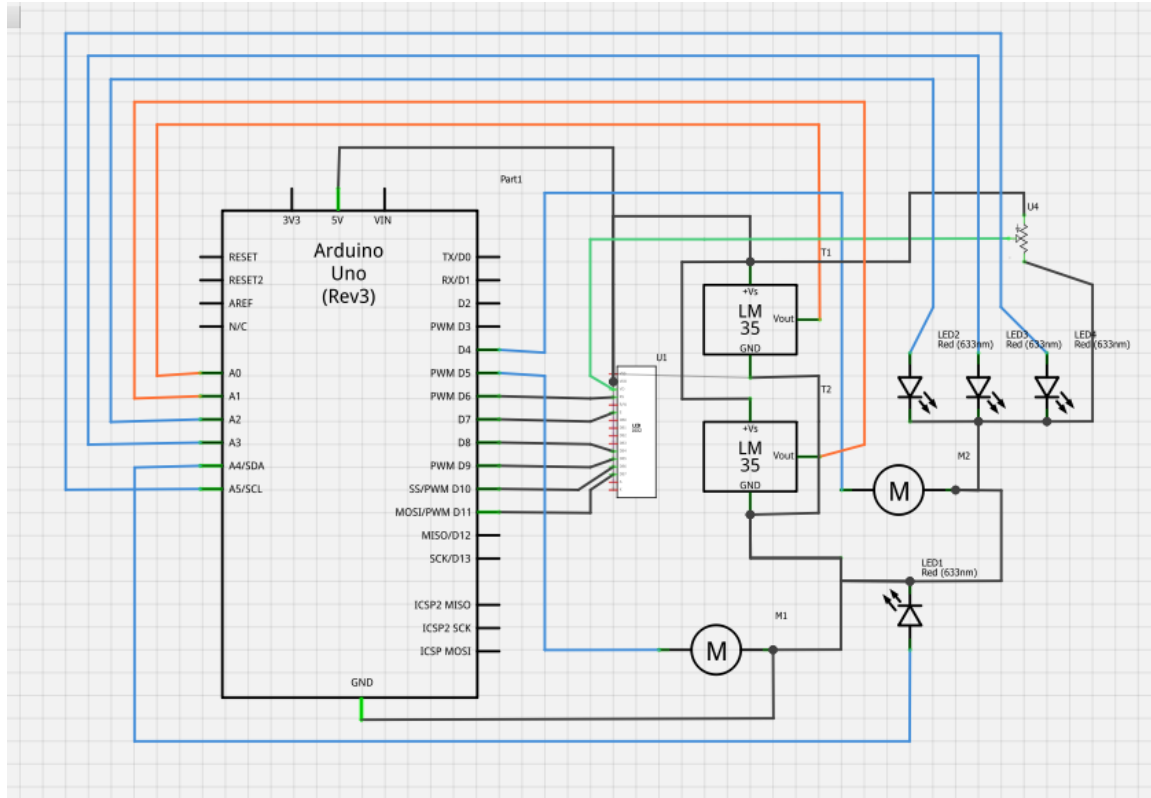 Part1
3V3
5V
VIN
Arduino
Uno
(Rev3)
RESET
RESET2
AREF
N/C
A0
A1
A2
A3
A4/SDA
A5/SCL
TX/D0
RX/D1
D2
PWM D3
D4
PWM D5
PWM D6
D7
D8
PWM D9
SS/PWM D10
MOSI/PWM D11
MISO/D12
SCK/D13
ICSP2 MISO
ICSP2 SCK
ICSP MOSI
GND
U1
T1
+Vs
LM
35
Vout
GND
T2
+Vs
LM
35
Vout
GND
U4
LED2
Red (633nm)
LED3
Red (633nm)
LED4
Red (633nm)
M2
M
LED1
Red (633nm)
M1
M